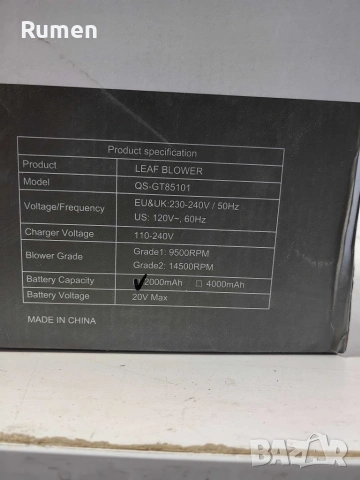 Rumen
Product specification
Product LEAF BLOWER
Model QS-GT85101
Voltage/Frequency EU&UK:230-240V / 50Hz
US: 120V~, 60Hz
Charger Voltage 110-240V
Blower Grade Grade1: 9500RPM
Grade2: 14500RPM
Battery Capacity ✓2000mAh ☐ 4000mAh
Battery Voltage 20V Max
MADE IN CHINA
BAZAR
bg